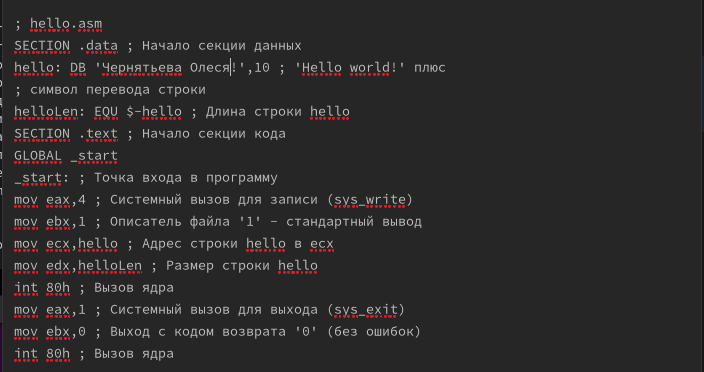 ; hello.asm
SECTION .data ; Начало секции данных
hello: DB 'Чернятьева Олеся!',10 ; 'Hello world!' плюс
; символ перевода строки
helloLen: EQU $-hello ; Длина строки hello
SECTION .text ; Начало секции кода
GLOBAL _start
_start: ; Точка входа в программу
mov eax,4 ; Системный вызов для записи (sys_write)
mov ebx,1 ; Описатель файла '1' - стандартный вывод
mov ecx,hello ; Адрес строки hello в ecx
mov edx,helloLen ; Размер строки hello
int 80h ; Вызов ядра
mov eax,1 ; Системный вызов для выхода (sys_exit)
mov ebx,0 ; Выход с кодом возврата '0' (без ошибок)
int 80h ; Вызов ядра